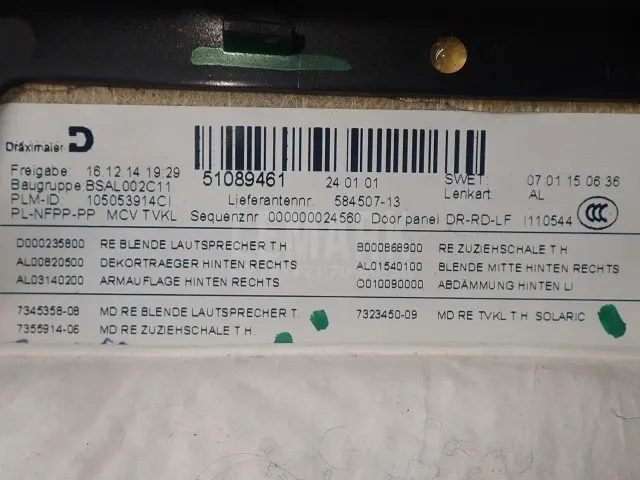 Dräxlmaier D
Freigabe: 16.12.14 19:29 51089461 24 01 01 SWET. 07 01 15 06:36
Baugruppe BSAL002C11 Lenkart. AL
PLM-ID 105053914CI Lieferantennr. 584507-13
PL-NFPP-PP MCV TVKL Sequenznr 000000024560 Door panel DR-RD-LF I110544 CCC
D000235800 RE BLENDE LAUTSPRECHER T.H. B000868900 RE ZUZIEHSCHALE T.H
AL00820500 DEKORTRAEGER HINTEN RECHTS AL01540100 BLENDE MITTE HINTEN RECHTS
AL03140200 ARMAUFLAGE HINTEN RECHTS O010090000 ABDÄMMUNG HINTEN LI
7345358-08 MD RE BLENDE LAUTSPRECHER T. 7323450-09 MD RE TVKL T.H SOLARIC
7355914-06 MD RE ZUZIEHSCHALE T.H.